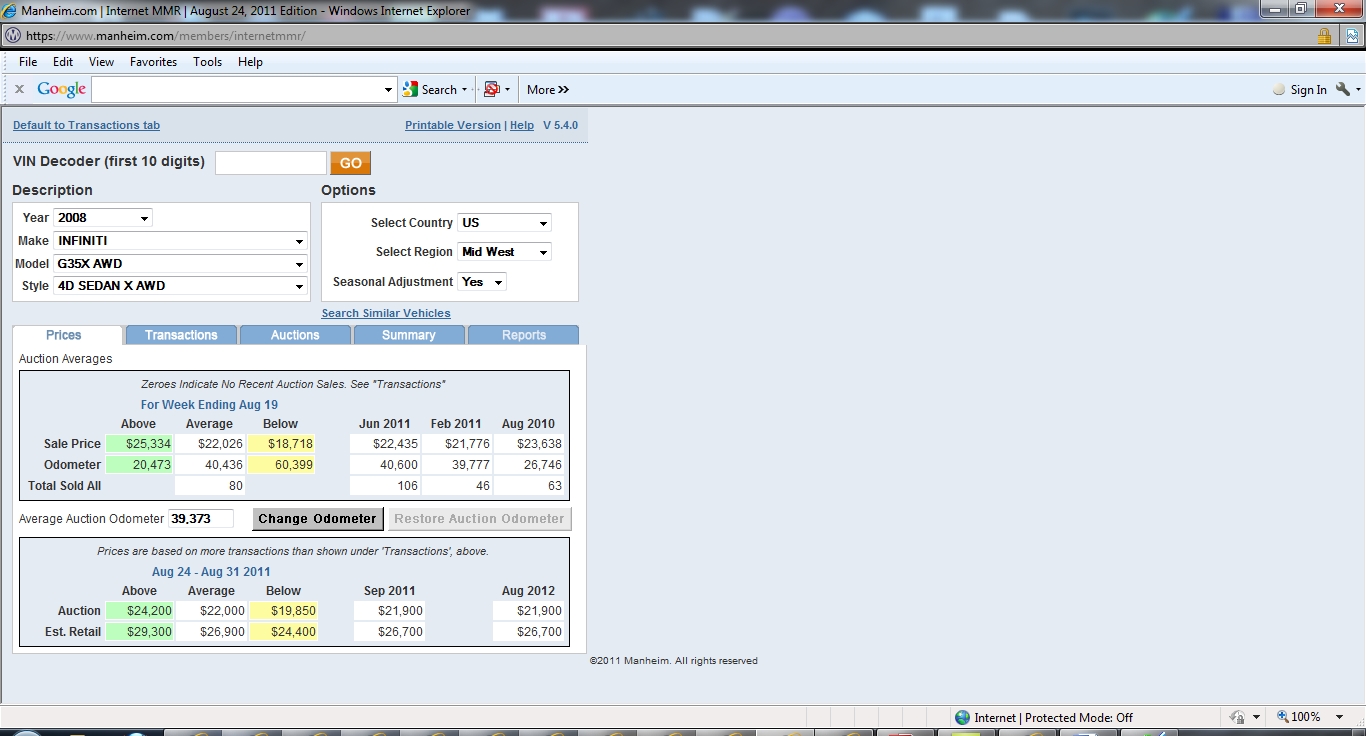 Manheim.com | Internet MMR | August 24, 2011 Edition - Windows Internet Explorer
https://www.manheim.com/members/internetmmr/
File Edit View Favorites Tools Help
x Google Search More >>  Sign In
Default to Transactions tab Printable Version | Help V 5.4.0
VIN Decoder (first 10 digits) GO
Description Options
Year 2008
Select Country US
Make INFINITI
Select Region Mid West
Model G35X AWD
Seasonal Adjustment Yes
Style 4D SEDAN X AWD
Search Similar Vehicles
Prices Transactions Auctions Summary Reports
Auction Averages
Zeroes Indicate No Recent Auction Sales. See "Transactions"
For Week Ending Aug 19
Above Average Below Jun 2011 Feb 2011 Aug 2010
Sale Price $25,334 $22,026 $18,718 $22,435 $21,776 $23,638
Odometer 20,473 40,436 60,399 40,600 39,777 26,746
Total Sold All 80 106 46 63
Average Auction Odometer 39,373 Change Odometer Restore Auction Odometer
Prices are based on more transactions than shown under 'Transactions', above.
Aug 24 - Aug 31 2011
Above Average Below Sep 2011 Aug 2012
Auction $24,200 $22,000 $19,850 $21,900 $21,900
Est. Retail $29,300 $26,900 $24,400 $26,700 $26,700
©2011 Manheim. All rights reserved
Internet | Protected Mode: Off 100%